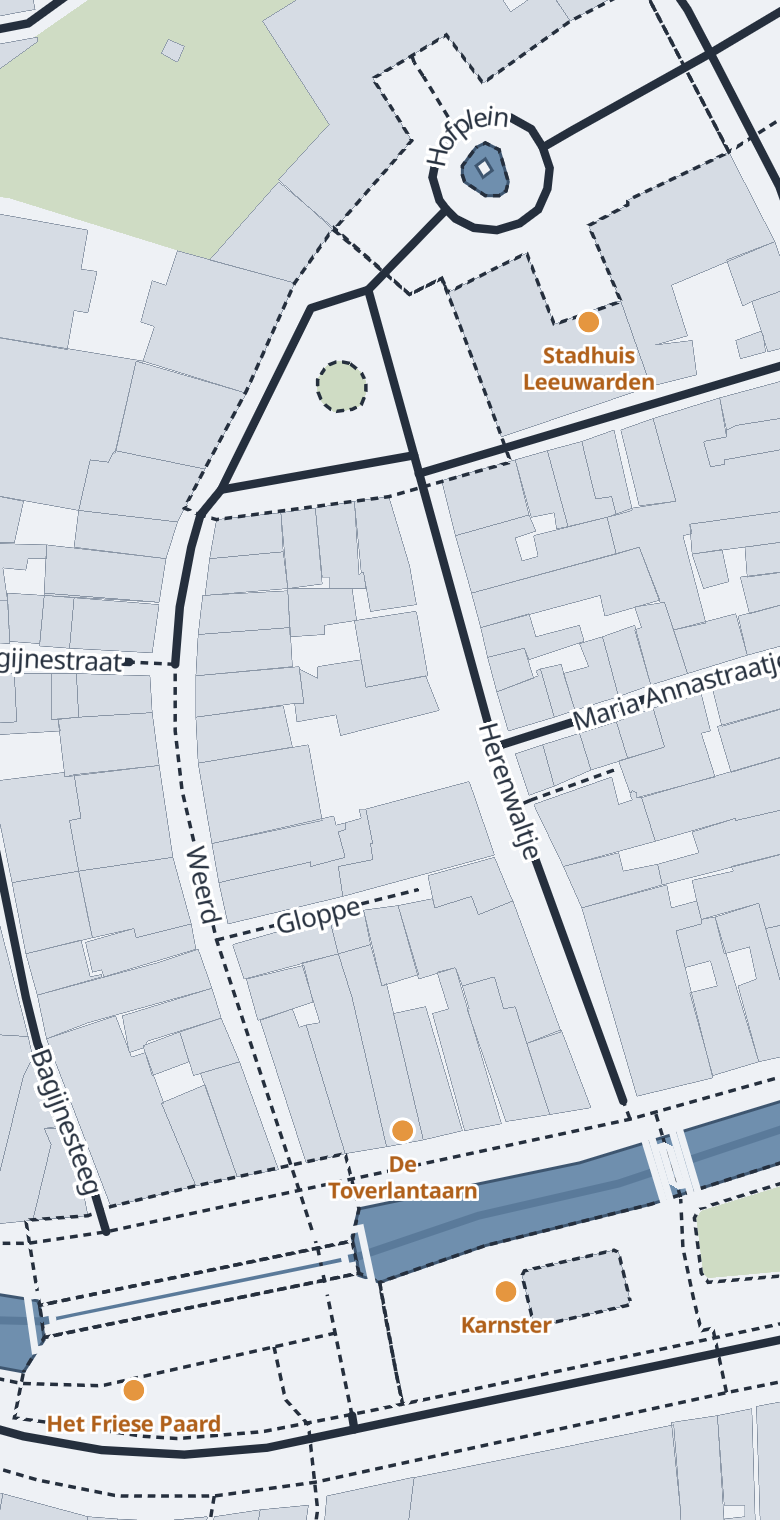 Hofplein
Stadhuis
Leeuwarden
gijnestraat
Maria Annastraatje
Herenwaltje
Weerd
Gloppe
Bagijnesteeg
De
Toverlantaarn
Karnster
Het Friese Paard